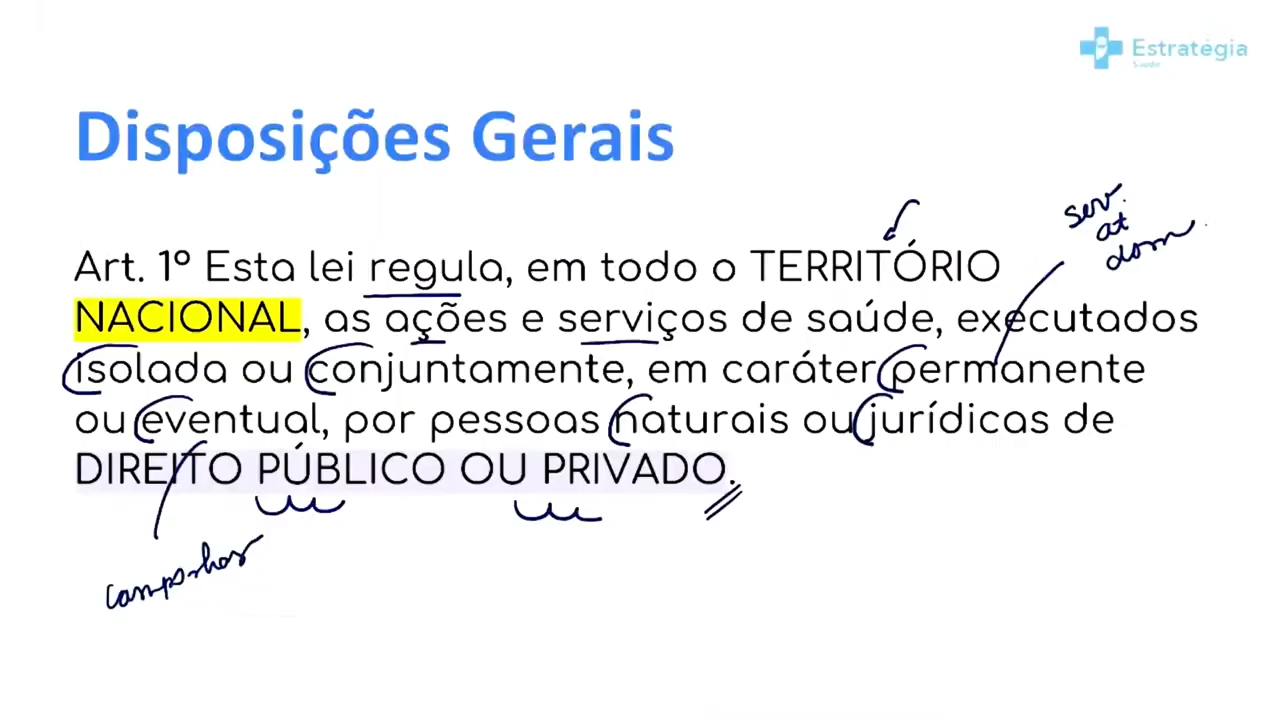 Estratégia
Saúde
Disposições Gerais
serv.
at
dom
Art. 1° Esta lei regula, em todo o TERRITÓRIO
NACIONAL, as ações e serviços de saúde, executados
isolada ou conjuntamente, em caráter permanente
ou eventual, por pessoas naturais ou jurídicas de
DIREITO PÚBLICO OU PRIVADO.